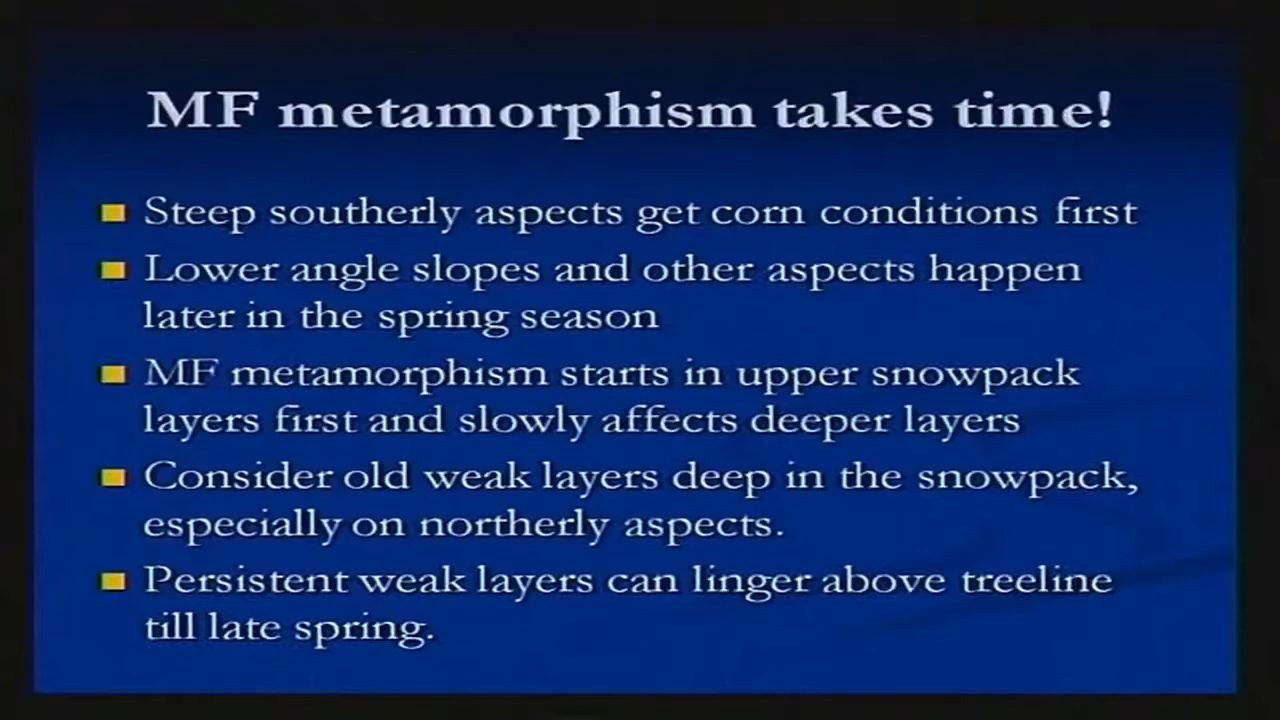 MF metamorphism takes time!
Steep southerly aspects get corn conditions first
Lower angle slopes and other aspects happen
later in the spring season
MF metamorphism starts in upper snowpack
layers first and slowly affects deeper layers
Consider old weak layers deep in the snowpack,
especially on northerly aspects.
Persistent weak layers can linger above treeline
till late spring.